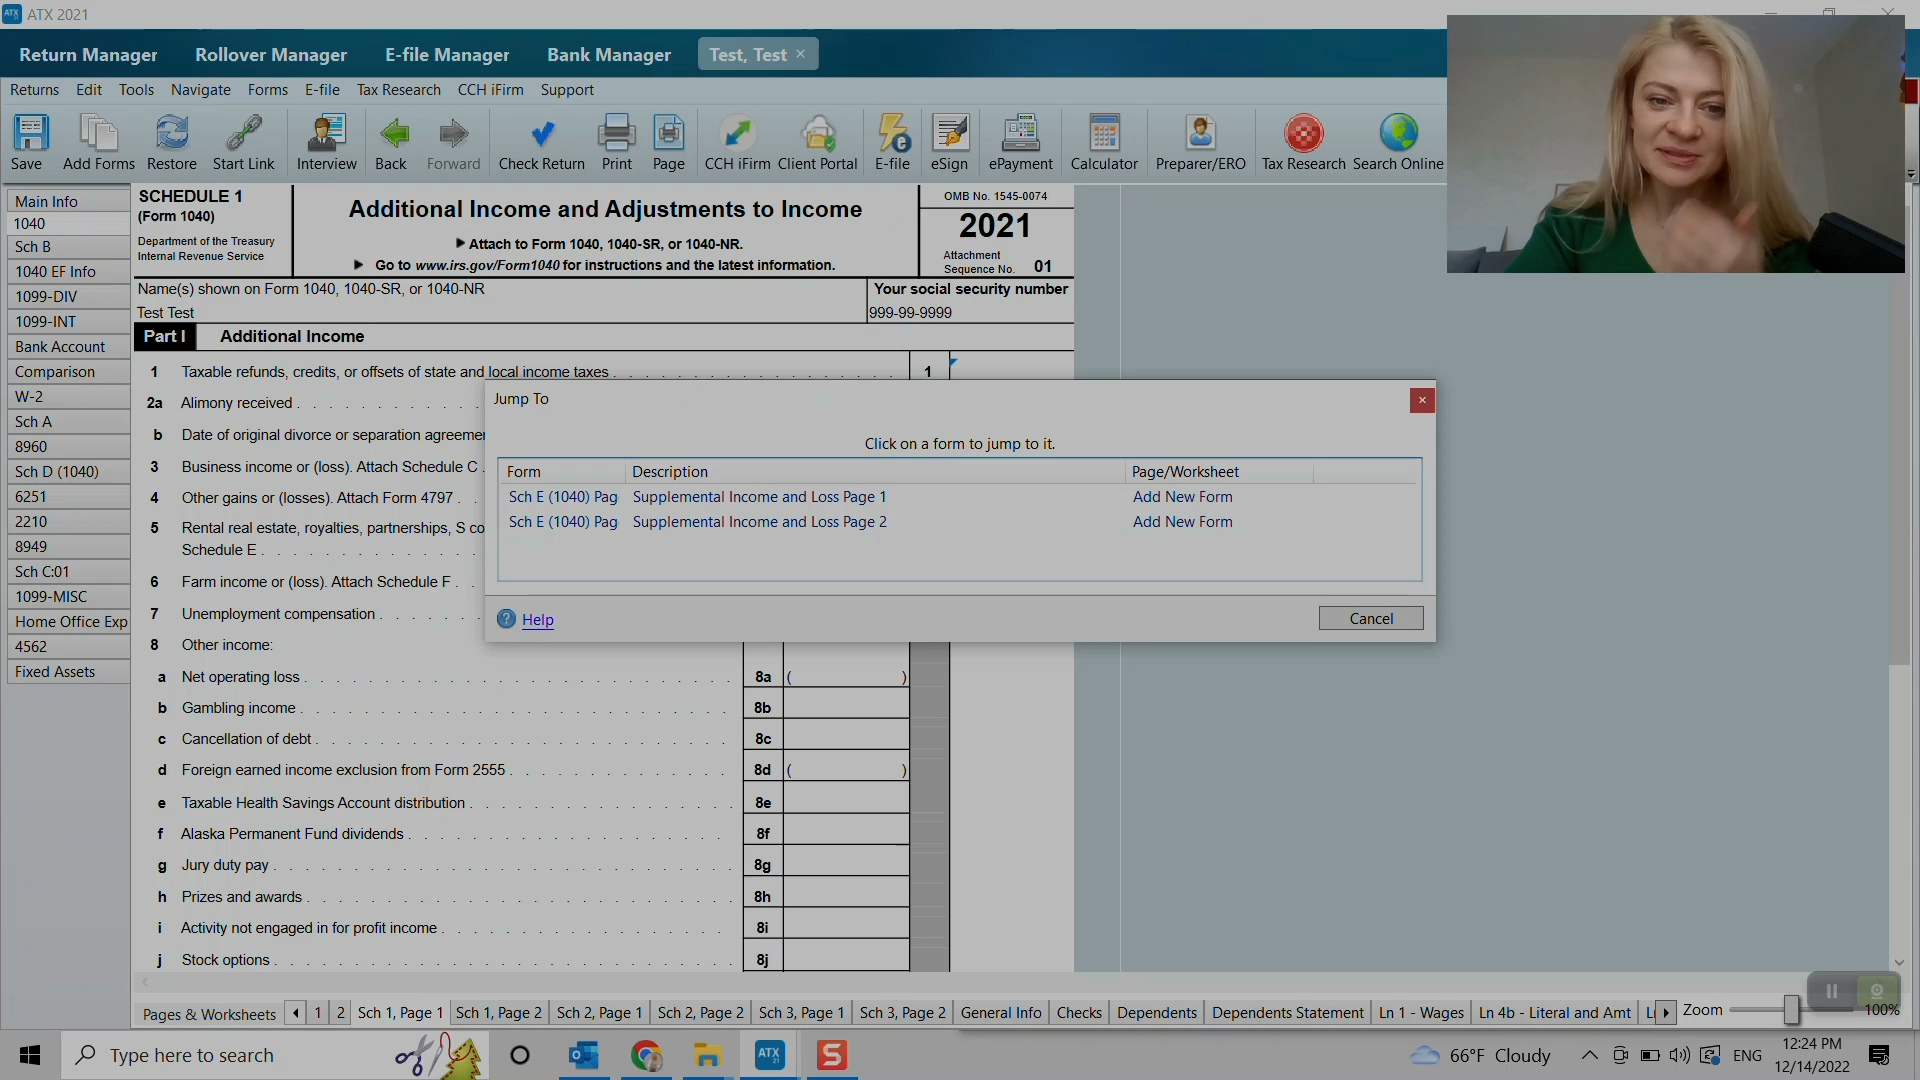 ATX 2021
Return Manager Rollover Manager E-file Manager Bank Manager Test, Test ×
Returns Edit Tools Navigate Forms E-file Tax Research CCH iFirm Support
Save Add Forms Restore Start Link Interview Back Forward Check Return Print Page CCH iFirm Client Portal E-file eSign ePayment Calculator Preparer/ERO Tax Research Search Online
Main Info
1040
Sch B
1040 EF Info
1099-DIV
1099-INT
Bank Account
Comparison
W-2
Sch A
8960
Sch D (1040)
6251
2210
8949
Sch C:01
1099-MISC
Home Office Exp
4562
Fixed Assets
SCHEDULE 1
(Form 1040)
Department of the Treasury
Internal Revenue Service
Additional Income and Adjustments to Income
Attach to Form 1040, 1040-SR, or 1040-NR.
Go to www.irs.gov/Form1040 for instructions and the latest information.
OMB No. 1545-0074
2021
Attachment
Sequence No. 01
Name(s) shown on Form 1040, 1040-SR, or 1040-NR
Test Test
Your social security number
999-99-9999
Part I Additional Income
1 Taxable refunds, credits, or offsets of state and local income taxes 1
2a Alimony received
b Date of original divorce or separation agreemen
3 Business income or (loss). Attach Schedule C
4 Other gains or (losses). Attach Form 4797
5 Rental real estate, royalties, partnerships, S co
Schedule E
6 Farm income or (loss). Attach Schedule F
7 Unemployment compensation
8 Other income:
a Net operating loss 8a ( )
b Gambling income 8b
c Cancellation of debt 8c
d Foreign earned income exclusion from Form 2555 8d ( )
e Taxable Health Savings Account distribution 8e
f Alaska Permanent Fund dividends 8f
g Jury duty pay 8g
h Prizes and awards 8h
i Activity not engaged in for profit income 8i
j Stock options 8j
Jump To
Click on a form to jump to it.
Form Description Page/Worksheet
Sch E (1040) Pag Supplemental Income and Loss Page 1 Add New Form
Sch E (1040) Pag Supplemental Income and Loss Page 2 Add New Form
Help
Cancel
Pages & Worksheets 1 2 Sch 1, Page 1 Sch 1, Page 2 Sch 2, Page 1 Sch 2, Page 2 Sch 3, Page 1 Sch 3, Page 2 General Info Checks Dependents Dependents Statement Ln 1 - Wages Ln 4b - Literal and Amt Zoom 100%
Type here to search
ATX
21
S
66°F Cloudy
ENG
12:24 PM
12/14/2022